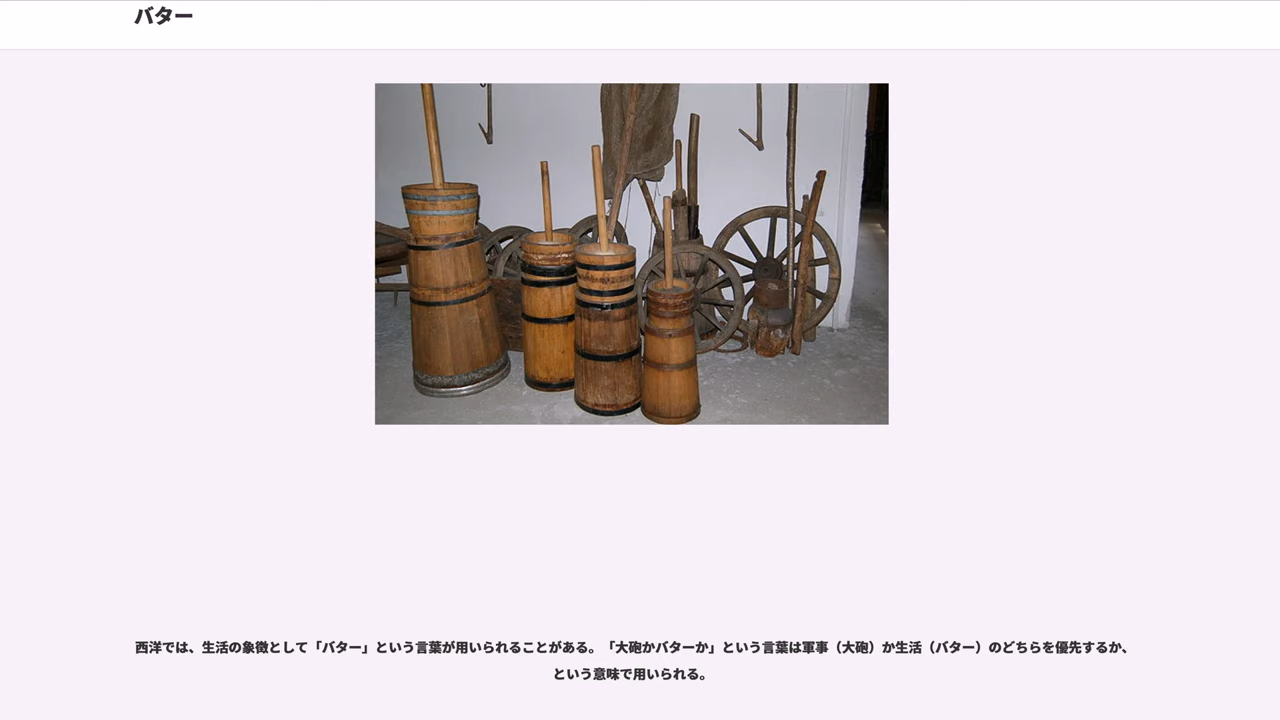 バター
西洋では、生活の象徴として「バター」という言葉が用いられることがある。「大砲かバターか」という言葉は軍事（大砲）か生活（バター）のどちらを優先するか、
という意味で用いられる。